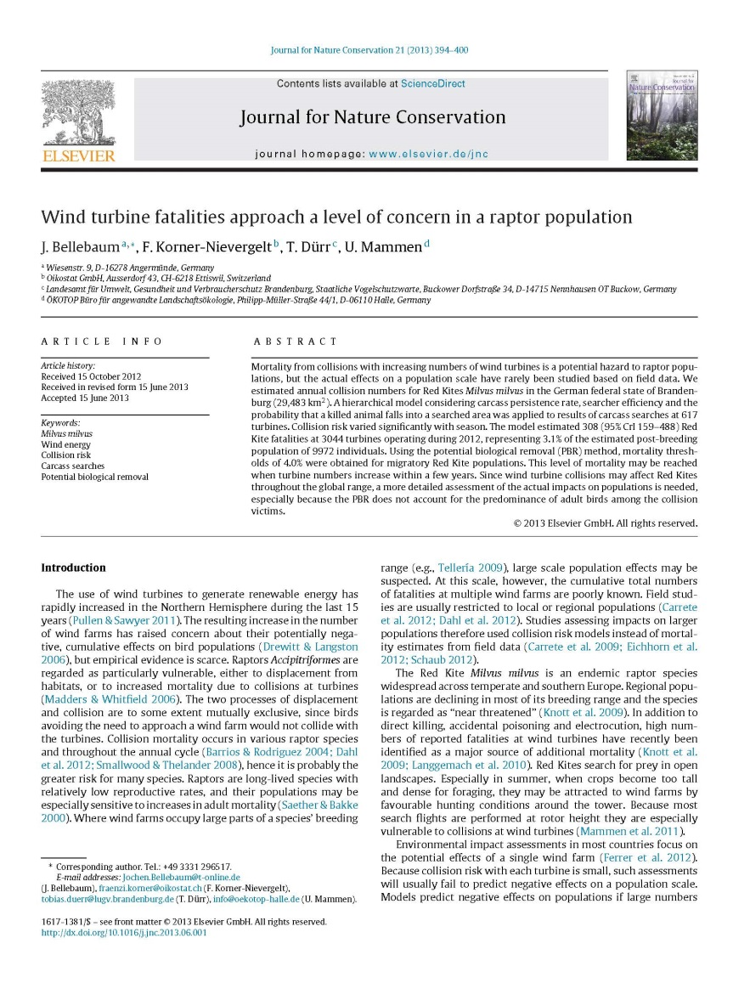 Journal for Nature Conservation 21 (2013) 394–400
Contents lists available at ScienceDirect
Journal for Nature Conservation
journal homepage: www.elsevier.de/jnc
ELSEVIER
Journal for
Nature Conservation
Wind turbine fatalities approach a level of concern in a raptor population
J. Bellebaum a,*, F. Korner-Nievergelt b, T. Dürr c, U. Mammen d
a Wiesenstr. 9, D-16278 Angermünde, Germany
b Oikostat GmbH, Ausserdorf 43, CH-6218 Ettiswil, Switzerland
c Landesamt für Umwelt, Gesundheit und Verbraucherschutz Brandenburg, Staatliche Vogelschutzwarte, Buckower Dorfstraße 34, D-14715 Nennhausen OT Buckow, Germany
d ÖKOTOP Büro für angewandte Landschaftsökologie, Philipp-Müller-Straße 44/1, D-06110 Halle, Germany
ARTICLE INFO
Article history:
Received 15 October 2012
Received in revised form 15 June 2013
Accepted 15 June 2013
Keywords:
Milvus milvus
Wind energy
Collision risk
Carcass searches
Potential biological removal
ABSTRACT
Mortality from collisions with increasing numbers of wind turbines is a potential hazard to raptor popu-
lations, but the actual effects on a population scale have rarely been studied based on field data. We
estimated annual collision numbers for Red Kites Milvus milvus in the German federal state of Branden-
burg (29,483 km2). A hierarchical model considering carcass persistence rate, searcher efficiency and the
probability that a killed animal falls into a searched area was applied to results of carcass searches at 617
turbines. Collision risk varied significantly with season. The model estimated 308 (95% CrI 159–488) Red
Kite fatalities at 3044 turbines operating during 2012, representing 3.1% of the estimated post-breeding
population of 9972 individuals. Using the potential biological removal (PBR) method, mortality thresh-
olds of 4.0% were obtained for migratory Red Kite populations. This level of mortality may be reached
when turbine numbers increase within a few years. Since wind turbine collisions may affect Red Kites
throughout the global range, a more detailed assessment of the actual impacts on populations is needed,
especially because the PBR does not account for the predominance of adult birds among the collision
victims.
© 2013 Elsevier GmbH. All rights reserved.
Introduction
The use of wind turbines to generate renewable energy has
rapidly increased in the Northern Hemisphere during the last 15
years (Pullen & Sawyer 2011). The resulting increase in the number
of wind farms has raised concern about their potentially nega-
tive, cumulative effects on bird populations (Drewitt & Langston
2006), but empirical evidence is scarce. Raptors Accipitriformes are
regarded as particularly vulnerable, either to displacement from
habitats, or to increased mortality due to collisions at turbines
(Madders & Whitfield 2006). The two processes of displacement
and collision are to some extent mutually exclusive, since birds
avoiding the need to approach a wind farm would not collide with
the turbines. Collision mortality occurs in various raptor species
and throughout the annual cycle (Barrios & Rodriguez 2004; Dahl
et al. 2012; Smallwood & Thelander 2008), hence it is probably the
greater risk for many species. Raptors are long-lived species with
relatively low reproductive rates, and their populations may be
especially sensitive to increases in adult mortality (Saether & Bakke
2000). Where wind farms occupy large parts of a species' breeding
* Corresponding author. Tel.: +49 3331 296517.
E-mail addresses: Jochen.Bellebaum@t-online.de
(J. Bellebaum), fraenzi.korner@oikostat.ch (F. Korner-Nievergelt),
tobias.duerr@lugv.brandenburg.de (T. Dürr), info@oekotop-halle.de (U. Mammen).
1617-1381/$ – see front matter © 2013 Elsevier GmbH. All rights reserved.
http://dx.doi.org/10.1016/j.jnc.2013.06.001
range (e.g., Tellería 2009), large scale population effects may be
suspected. At this scale, however, the cumulative total numbers
of fatalities at multiple wind farms are poorly known. Field stud-
ies are usually restricted to local or regional populations (Carrete
et al. 2012; Dahl et al. 2012). Studies assessing impacts on larger
populations therefore used collision risk models instead of mortal-
ity estimates from field data (Carrete et al. 2009; Eichhorn et al.
2012; Schaub 2012).
The Red Kite Milvus milvus is an endemic raptor species
widespread across temperate and southern Europe. Regional popu-
lations are declining in most of its breeding range and the species
is regarded as “near threatened” (Knott et al. 2009). In addition to
direct killing, accidental poisoning and electrocution, high num-
bers of reported fatalities at wind turbines have recently been
identified as a major source of additional mortality (Knott et al.
2009; Langgemach et al. 2010). Red Kites search for prey in open
landscapes. Especially in summer, when crops become too tall
and dense for foraging, they may be attracted to wind farms by
favourable hunting conditions around the tower. Because most
search flights are performed at rotor height they are especially
vulnerable to collisions at wind turbines (Mammen et al. 2011).
Environmental impact assessments in most countries focus on
the potential effects of a single wind farm (Ferrer et al. 2012).
Because collision risk with each turbine is small, such assessments
will usually fail to predict negative effects on a population scale.
Models predict negative effects on populations if large numbers